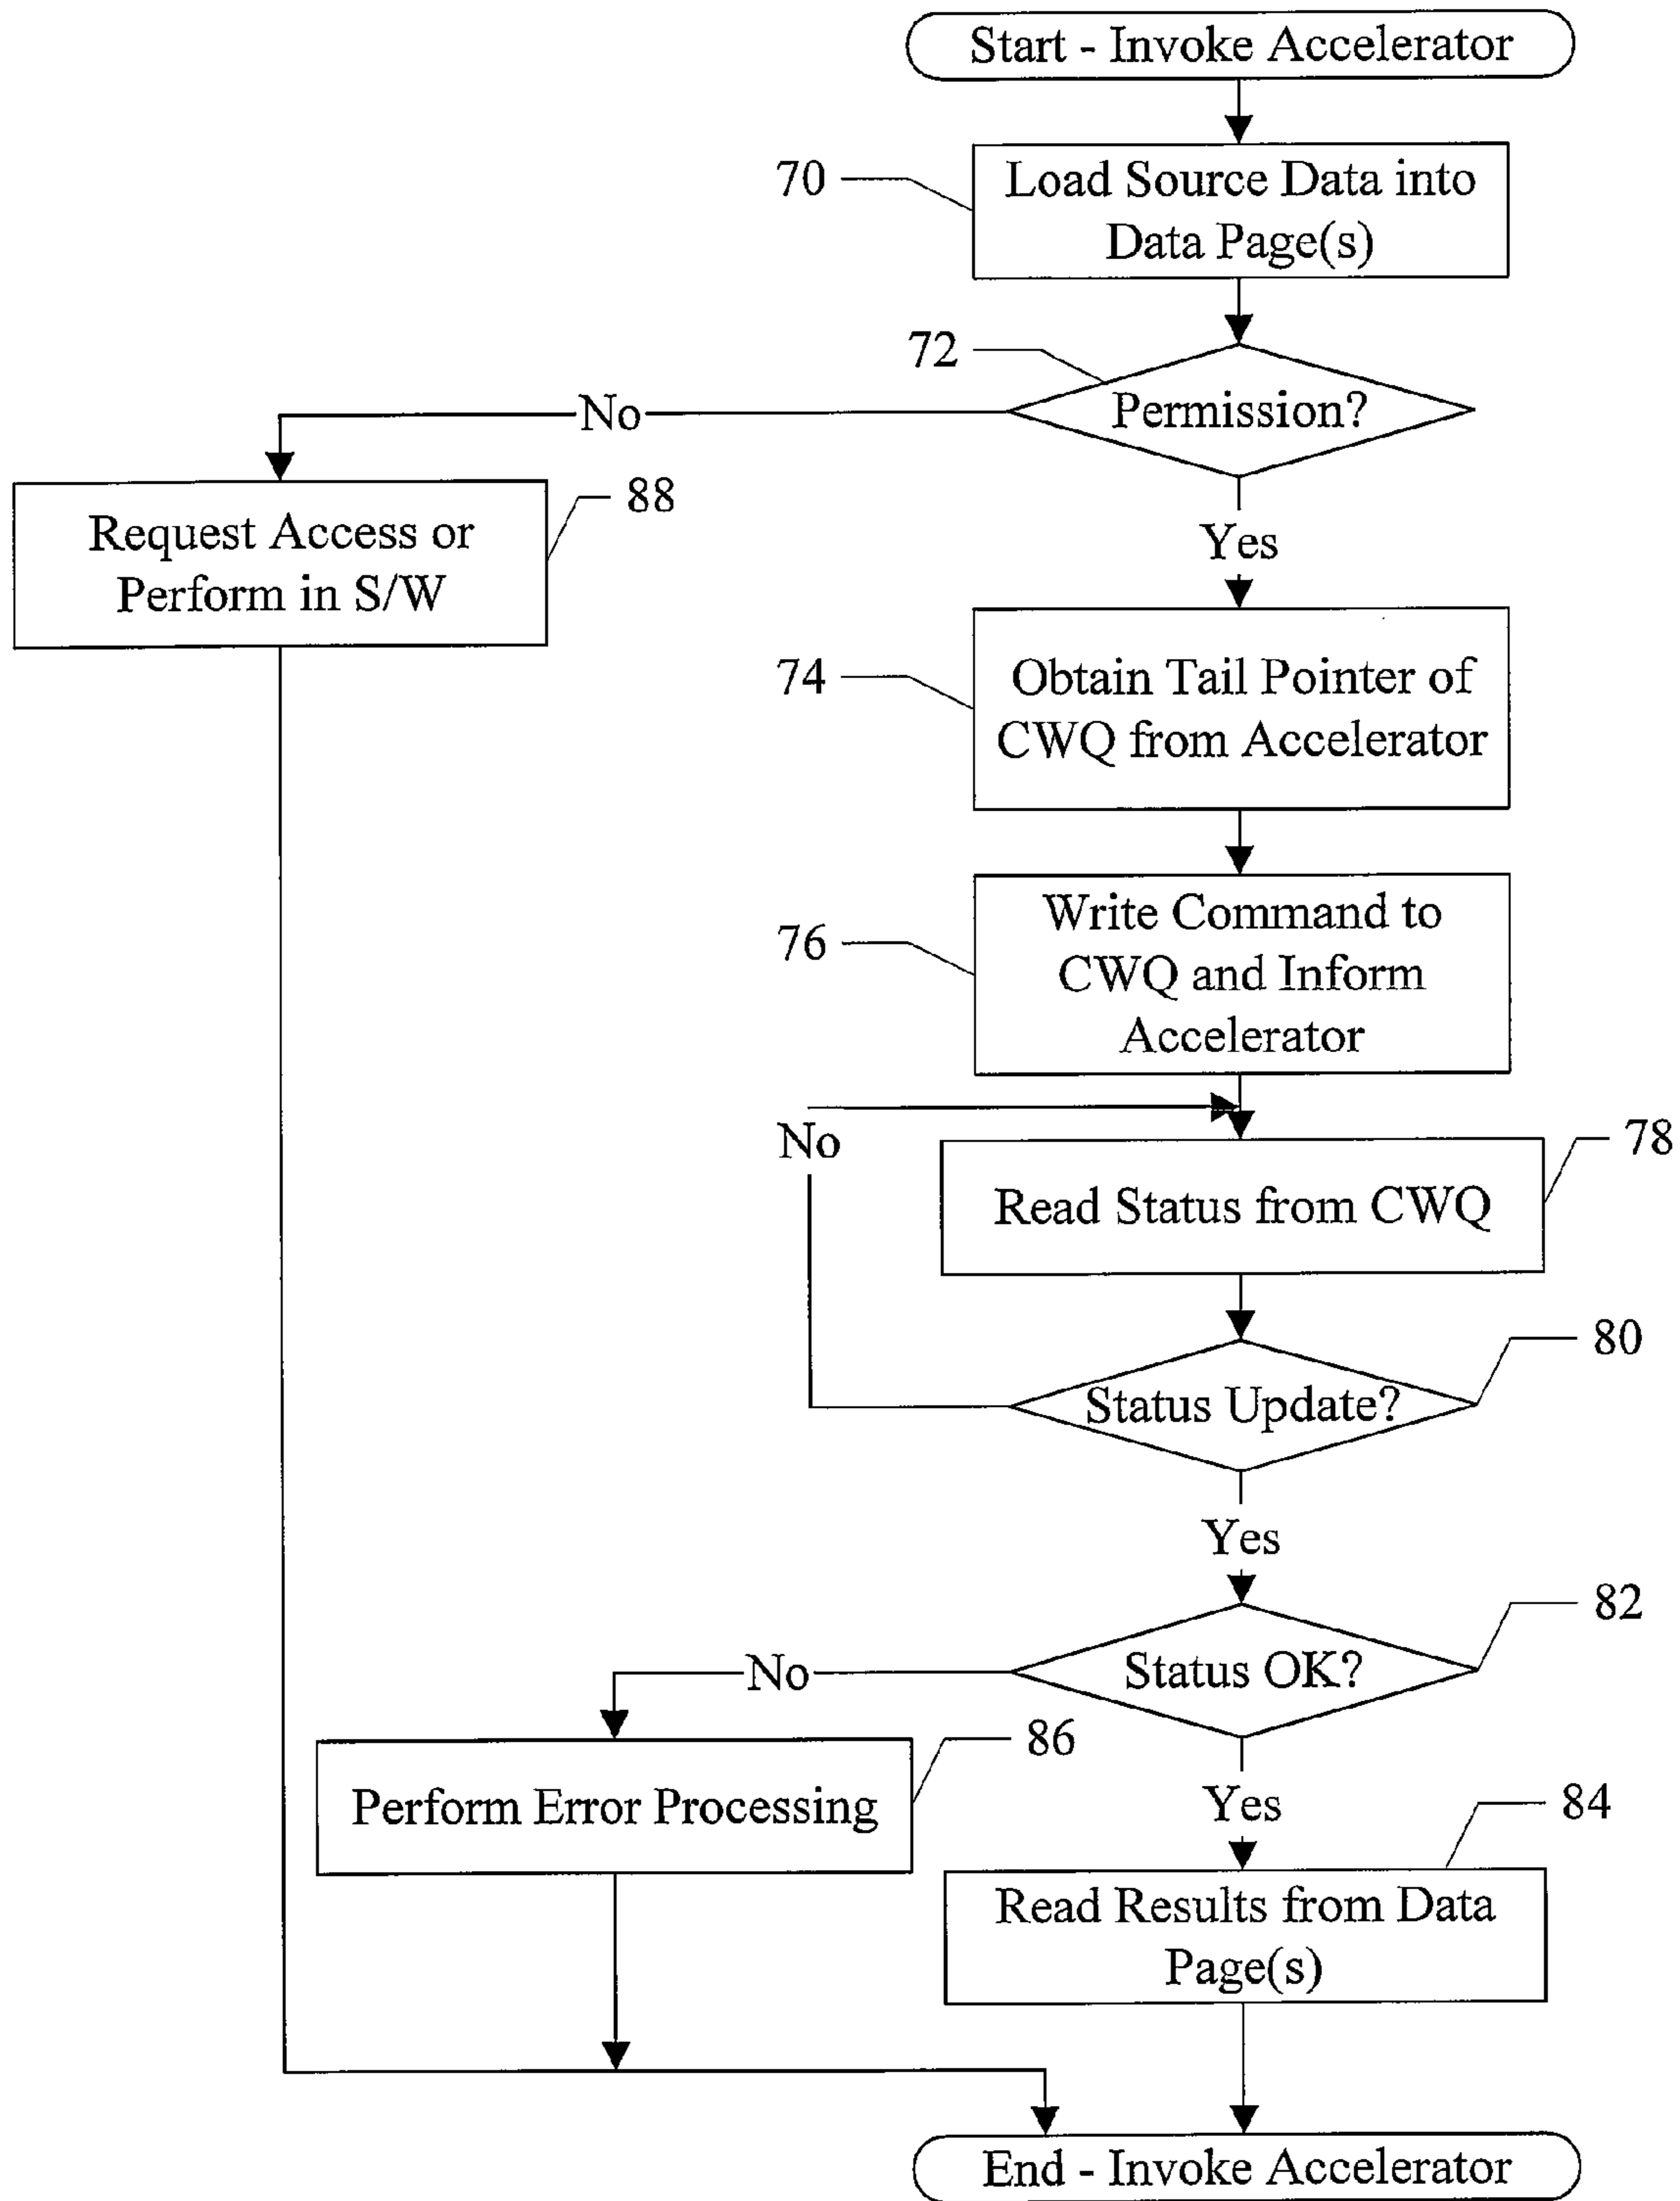 Start - Invoke Accelerator
70
Load Source Data into
Data Page(s)
72
Permission?
No
88
Request Access or
Perform in S/W
Yes
74
Obtain Tail Pointer of
CWQ from Accelerator
76
Write Command to
CWQ and Inform
Accelerator
No
78
Read Status from CWQ
80
Status Update?
Yes
82
Status OK?
No
86
Perform Error Processing
Yes
84
Read Results from Data
Page(s)
End - Invoke Accelerator